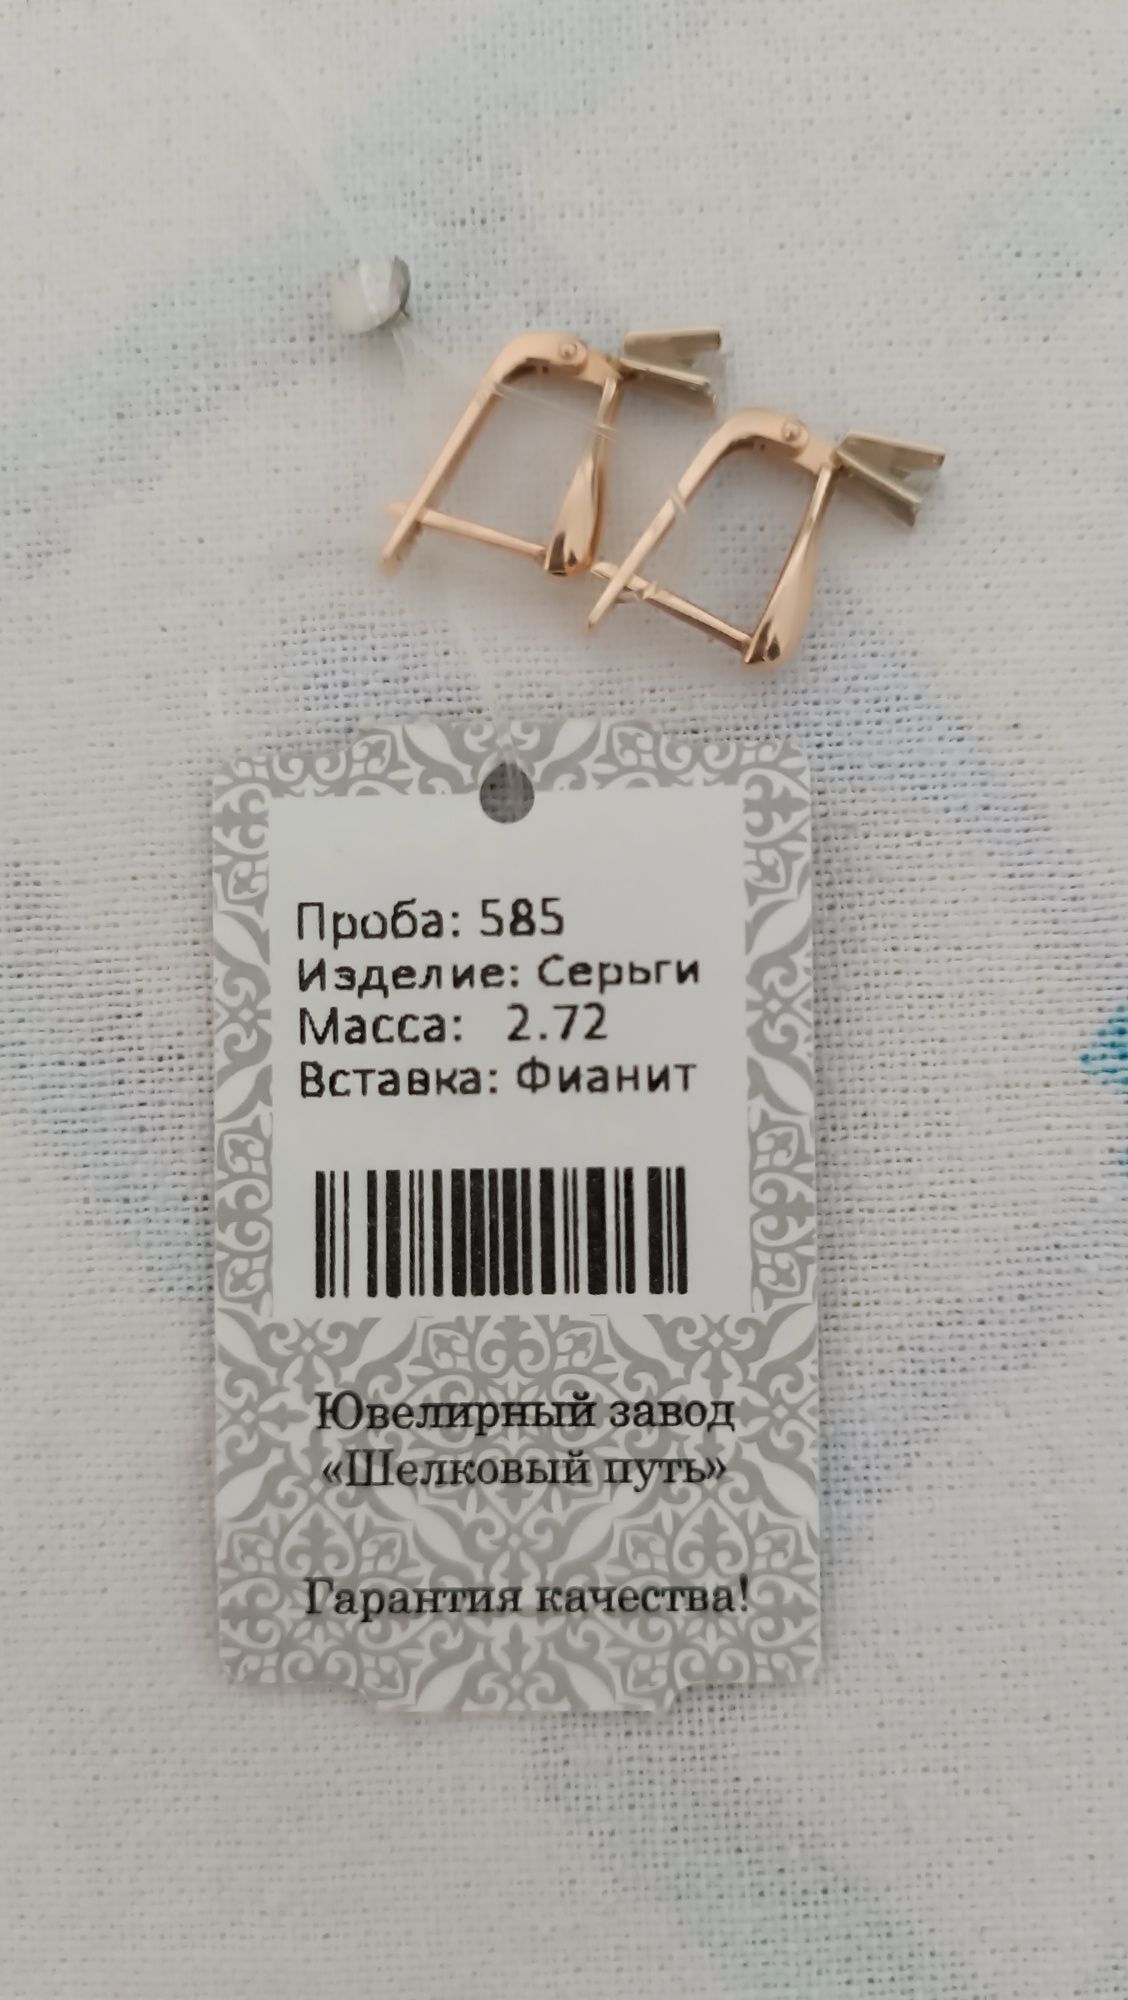 Проба: 585
Изделие: Серьги
Масса: 2.72
Вставка: Фианит
Ювелирный завод
«Шелковый путь»
Гарантия качества!